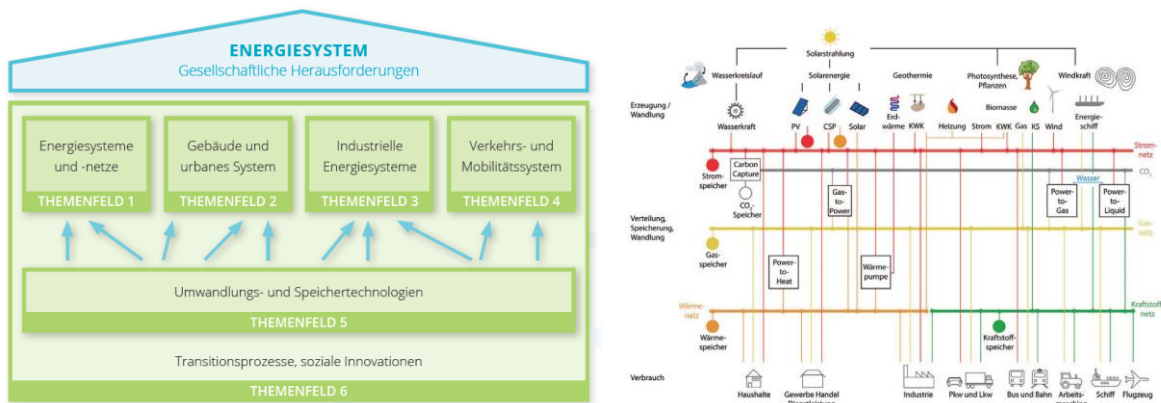 ENERGIESYSTEM
Gesellschaftliche Herausforderungen
Energiesysteme
und -netze
THEMENFELD 1
Gebäude und
urbanes System
THEMENFELD 2
Industrielle
Energiesysteme
THEMENFELD 3
Verkehrs- und
Mobilitätssystem
THEMENFELD 4
Umwandlungs- und Speichertechnologien
THEMENFELD 5
Transitionsprozesse, soziale Innovationen
THEMENFELD 6
Solarstrahlung
Wasserkreislauf
Solarenergie
Geothermie
Photosynthese,
Pflanzen
Windkraft
Erzeugung /
Wandlung
Biomasse
Wasserkraft
PV
CSP
Solar
Erd-
wärme
KWK
Heizung
Strom
KWK
Gas
KS
Wind
Energie-
schiff
Strom-
netz
Strom-
speicher
Carbon
Capture
CO₂
CO₂-
Speicher
Gas-
to-
Power
Wasser
Power-
to-
Gas
Power-
to-
Liquid
Verteilung,
Speicherung,
Wandlung
Gas-
netz
Gas-
speicher
Power-
to-
Heat
Wärme-
pumpe
Wärme-
netz
Kraftstoff-
netz
Wärme-
speicher
Kraftstoff-
speicher
Verbrauch
Haushalte
Gewerbe Handel
Dienstleistung
Industrie
Pkw und Lkw
Bus und Bahn
Arbeits-
maschine
Schiff
Flugzeug